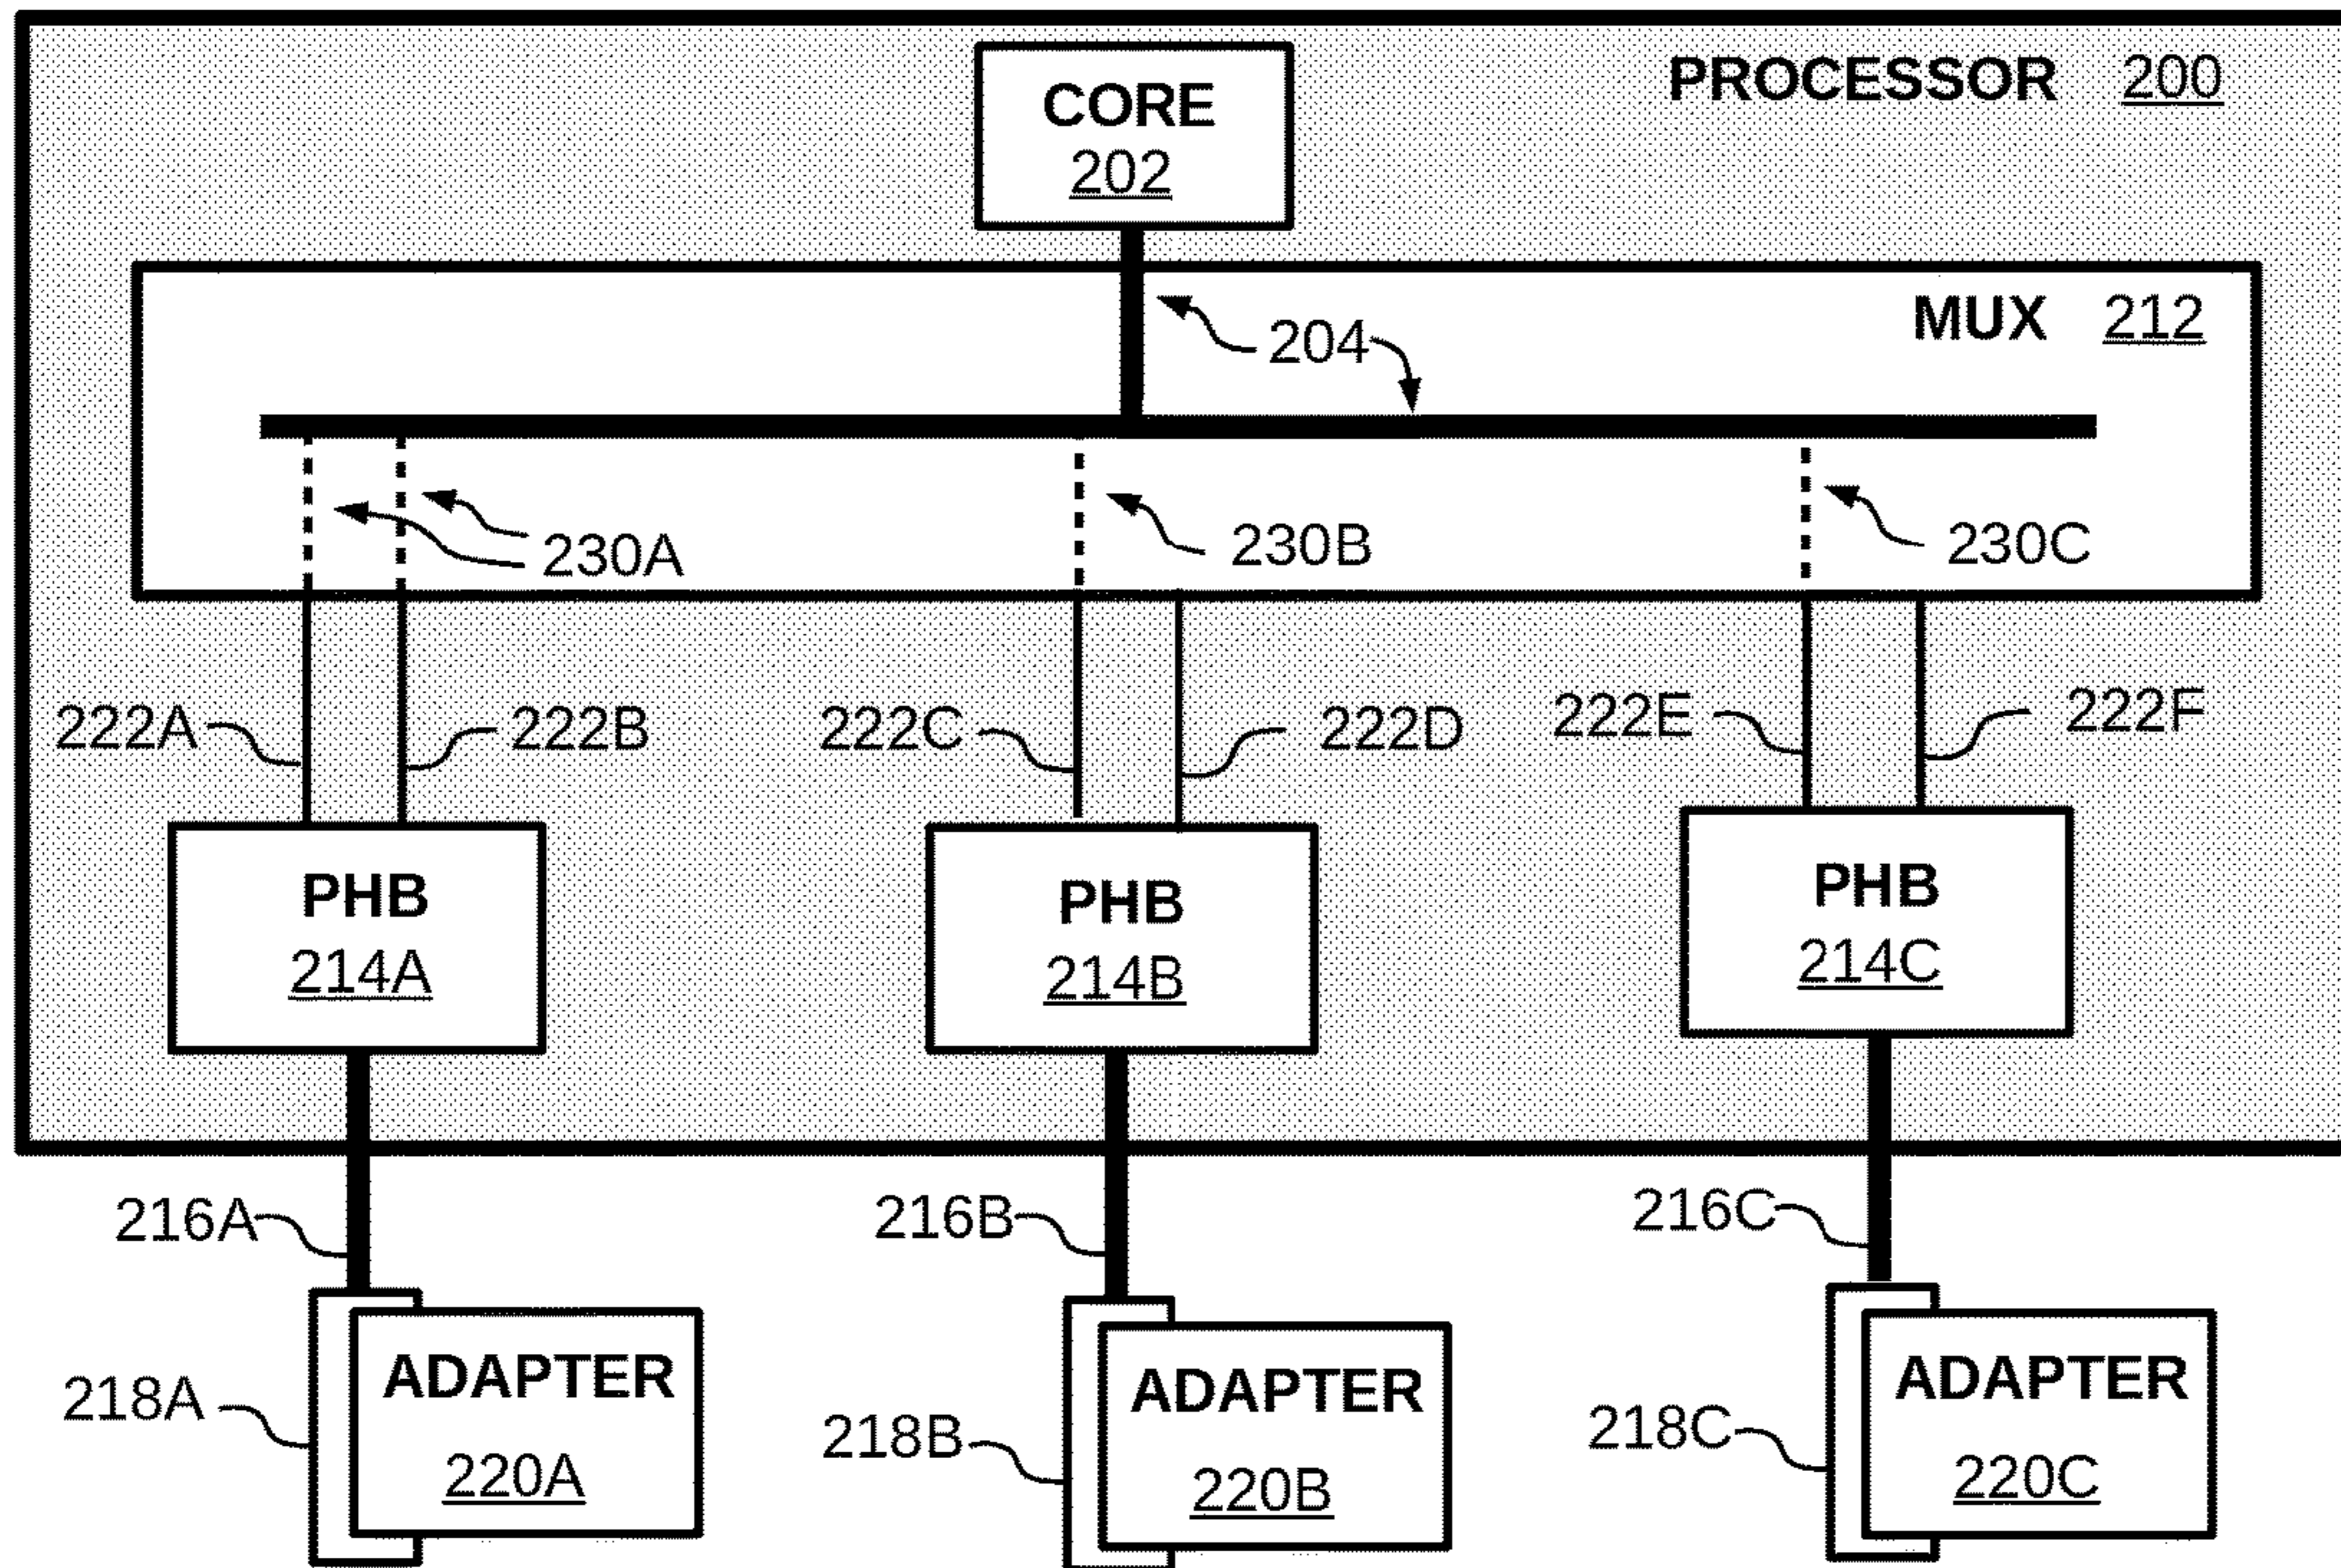 PROCESSOR 200
CORE
202
MUX 212
204
230A
230B
230C
222A
222B
222C
222D
222E
222F
PHB
214A
PHB
214B
PHB
214C
216A
216B
216C
218A
ADAPTER
220A
218B
ADAPTER
220B
218C
ADAPTER
220C